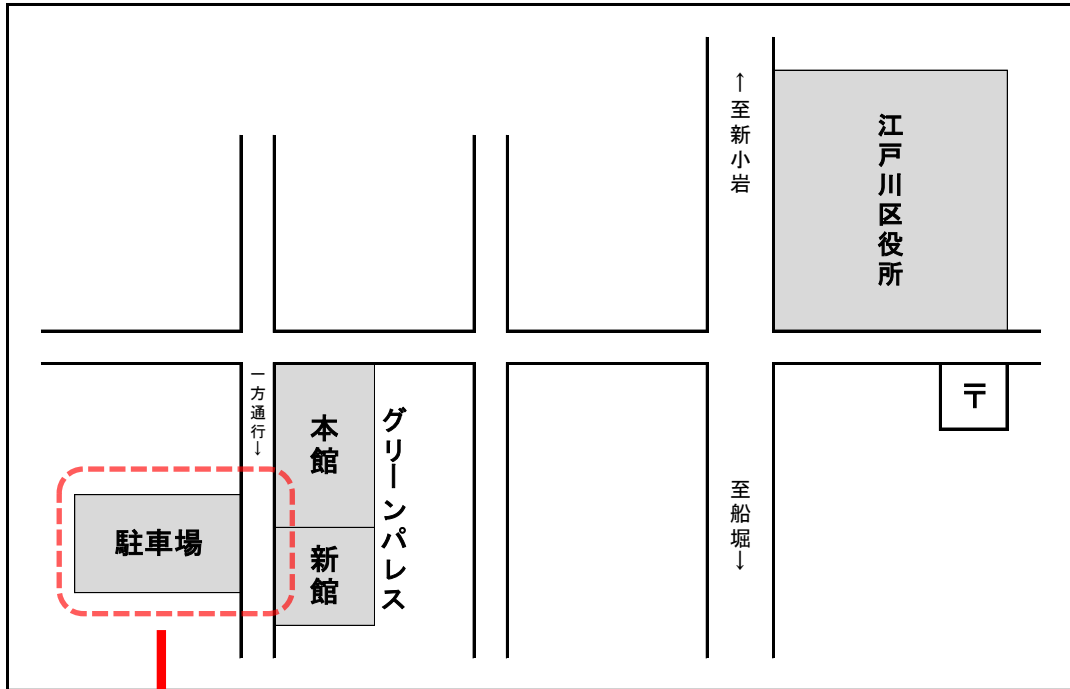 ↑至新小岩
江戸川区役所
一方通行↓
本館
グリーンパレス
〒
駐車場
新館
至船堀↓